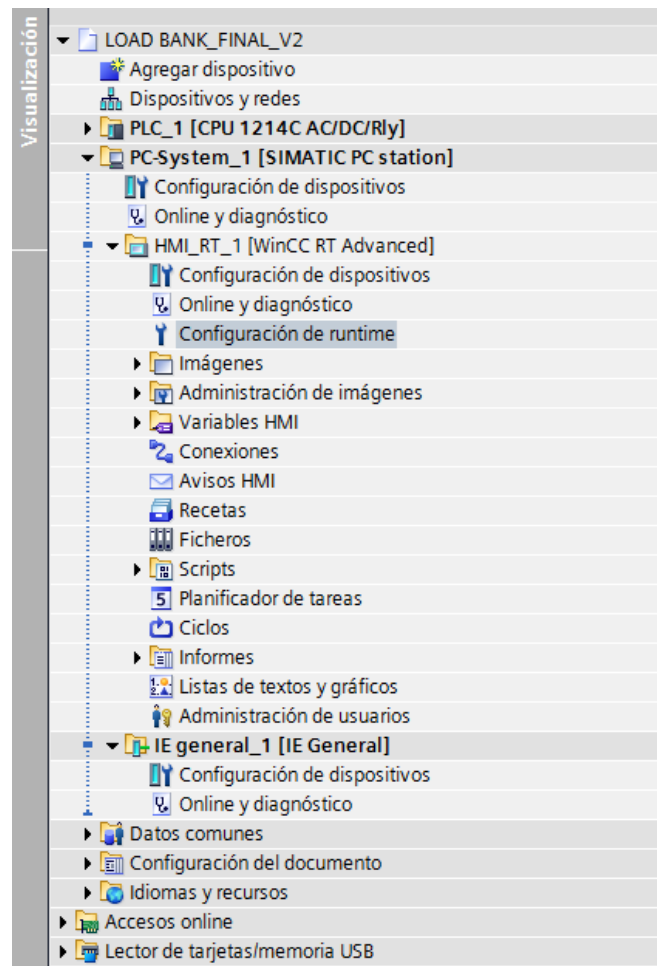 Visualización
LOAD BANK_FINAL_V2
Agregar dispositivo
Dispositivos y redes
PLC_1 [CPU 1214C AC/DC/Rly]
PC-System_1 [SIMATIC PC station]
Configuración de dispositivos
Online y diagnóstico
HMI_RT_1 [WinCC RT Advanced]
Configuración de dispositivos
Online y diagnóstico
Configuración de runtime
Imágenes
Administración de imágenes
Variables HMI
Conexiones
Avisos HMI
Recetas
Ficheros
Scripts
Planificador de tareas
Ciclos
Informes
Listas de textos y gráficos
Administración de usuarios
IE general_1 [IE General]
Configuración de dispositivos
Online y diagnóstico
Datos comunes
Configuración del documento
Idiomas y recursos
Accesos online
Lector de tarjetas/memoria USB